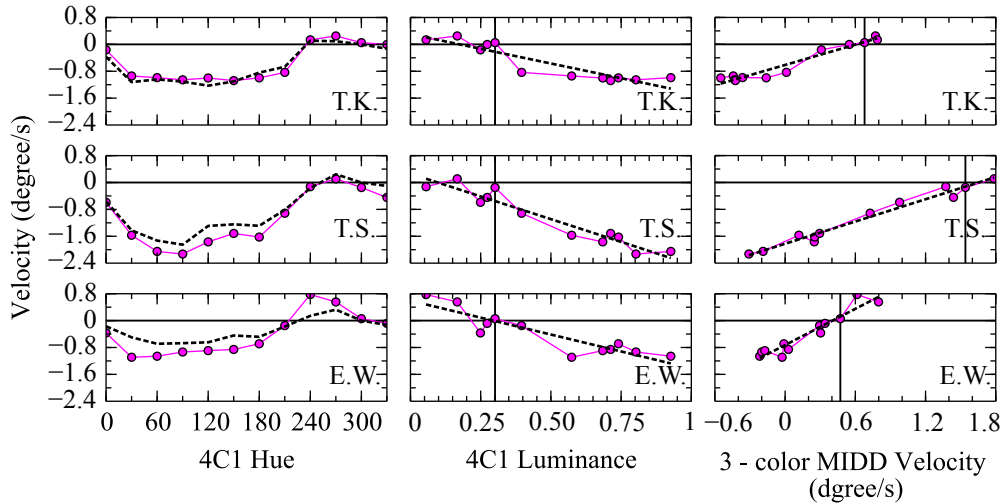 Velocity (degree/s)
0.8
0
−0.8
−1.6
−2.4
T.K.
T.K.
T.K.
0.8
0
−0.8
−1.6
−2.4
T.S.
T.S.
T.S.
0.8
0
−0.8
−1.6
−2.4
E.W.
E.W.
E.W.
0 60 120 180 240 300
0 0.25 0.50 0.75 1
−0.6 0 0.6 1.2 1.8
4C1 Hue
4C1 Luminance
3 - color MIDD Velocity
(dgree/s)